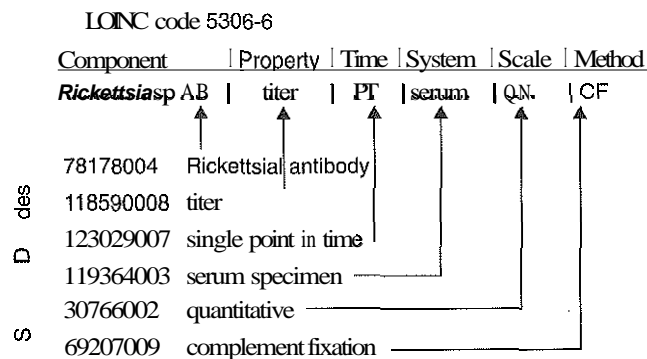 LOINC code 5306-6
Component | Property | Time | System | Scale | Method
Rickettsia sp AB | titer | PT | serum | QN. | CF
78178004 Rickettsial antibody
118590008 titer
123029007 single point in time
119364003 serum specimen
30766002 quantitative
69207009 complement fixation
S D des